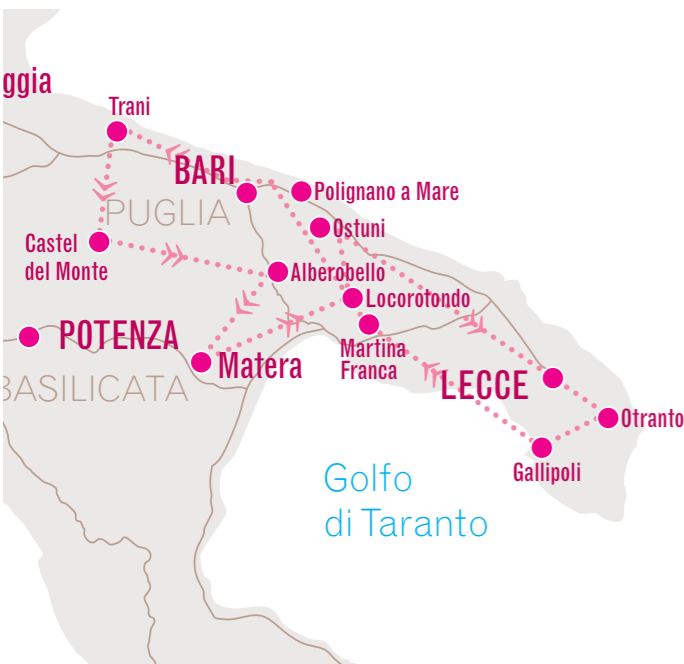 ggia
Trani
BARI
Polignano a Mare
PUGLIA
Ostuni
Castel
del Monte
Alberobello
Locorotondo
POTENZA
Martina
Franca
Matera
BASILICATA
LECCE
Otranto
Gallipoli
Golfo
di Taranto